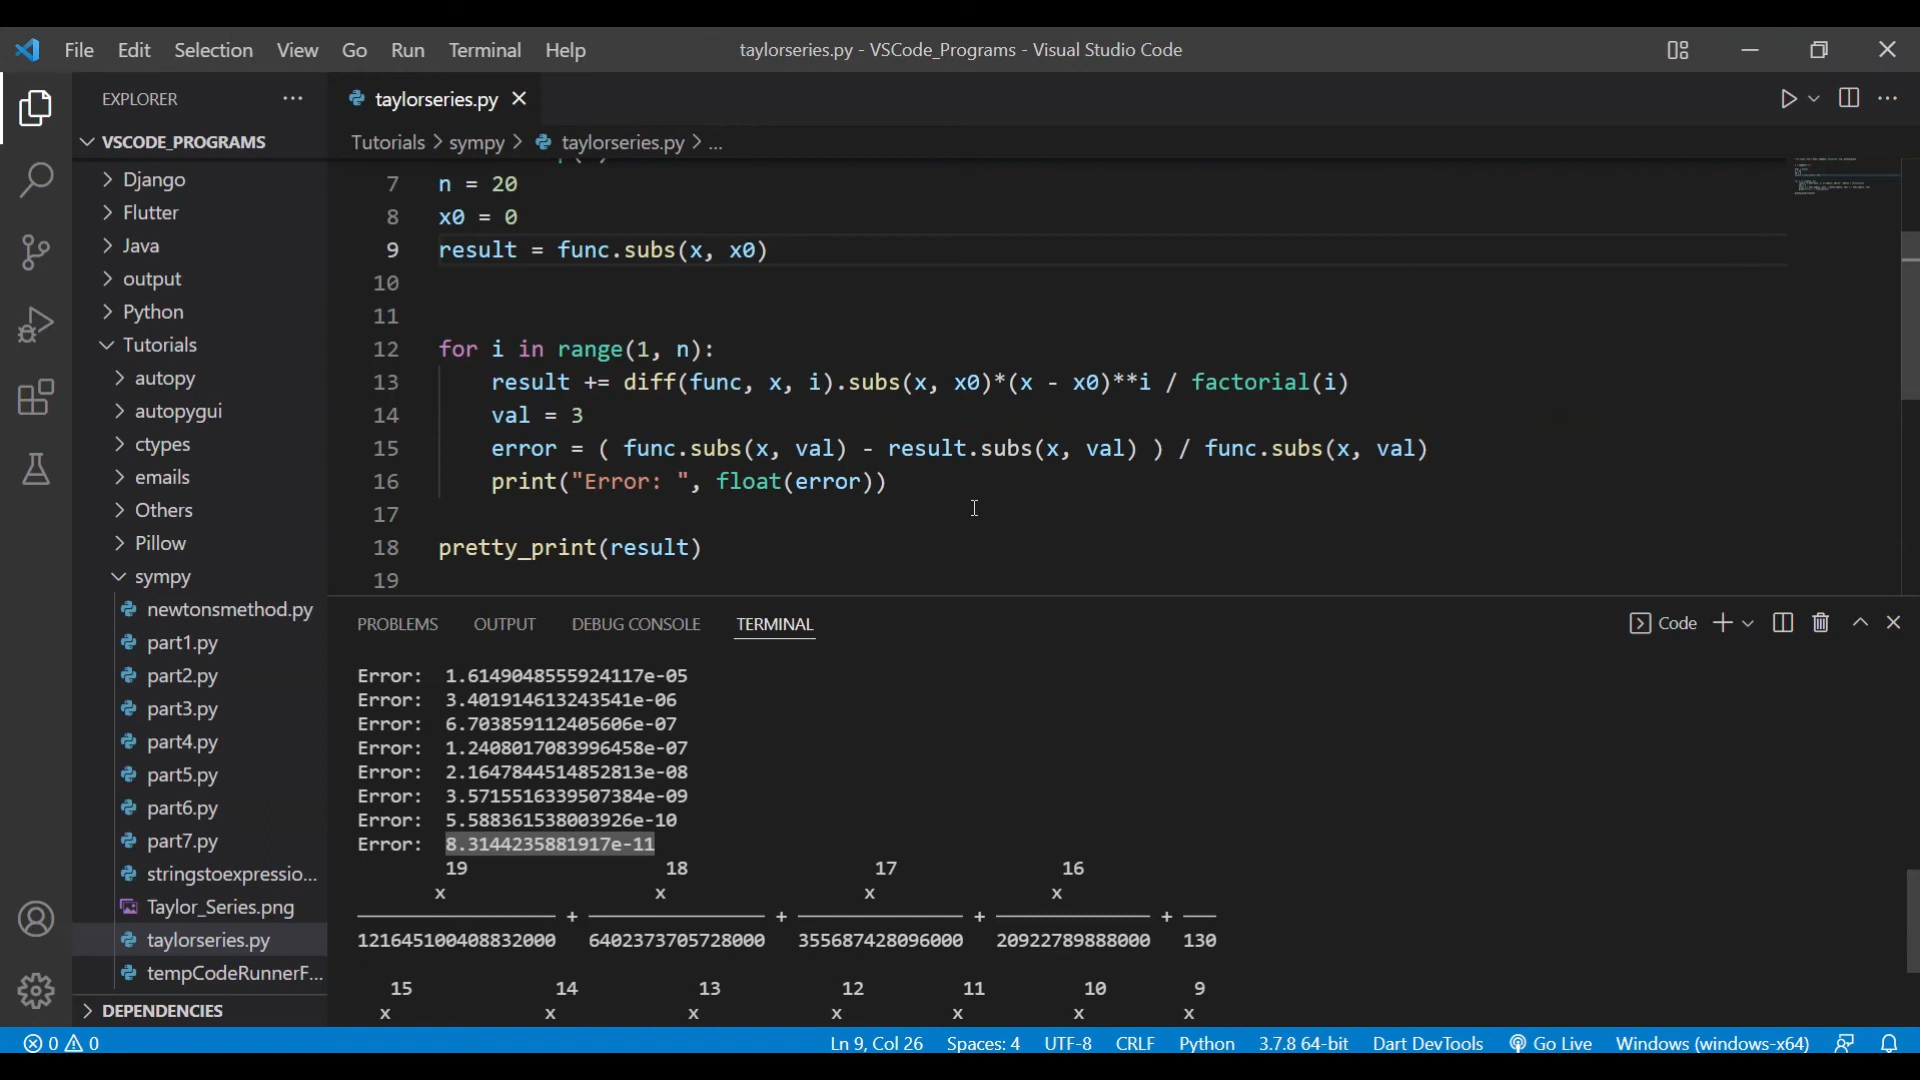 File Edit Selection View Go Run Terminal Help
taylorseries.py - VSCode_Programs - Visual Studio Code
EXPLORER ...
taylorseries.py
VSCODE_PROGRAMS
Tutorials > sympy > taylorseries.py > ...
Django
Flutter
Java
output
Python
Tutorials
autopy
autopygui
ctypes
emails
Others
Pillow
sympy
newtonsmethod.py
part1.py
part2.py
part3.py
part4.py
part5.py
part6.py
part7.py
stringstoexpressio...
Taylor_Series.png
taylorseries.py
tempCodeRunnerF...
DEPENDENCIES
7 n = 20
8 x0 = 0
9 result = func.subs(x, x0)
10
11
12 for i in range(1, n):
13 result += diff(func, x, i).subs(x, x0)*(x - x0)**i / factorial(i)
14 val = 3
15 error = ( func.subs(x, val) - result.subs(x, val) ) / func.subs(x, val)
16 print("Error: ", float(error))
17
18 pretty_print(result)
19
PROBLEMS OUTPUT DEBUG CONSOLE TERMINAL
Code
Error: 1.6149048555924117e-05
Error: 3.401914613243541e-06
Error: 6.703859112405606e-07
Error: 1.2408017083996458e-07
Error: 2.1647844514852813e-08
Error: 3.5715516339507384e-09
Error: 5.588361538003926e-10
Error: 8.3144235881917e-11
19 18 17 16
x x x x
+ + + +
121645100408832000 6402373705728000 355687428096000 20922789888000 130
15 14 13 12 11 10 9
x x x x x x x
0 0
Ln 9, Col 26 Spaces: 4 UTF-8 CRLF Python 3.7.8 64-bit Dart DevTools Go Live Windows (windows-x64)